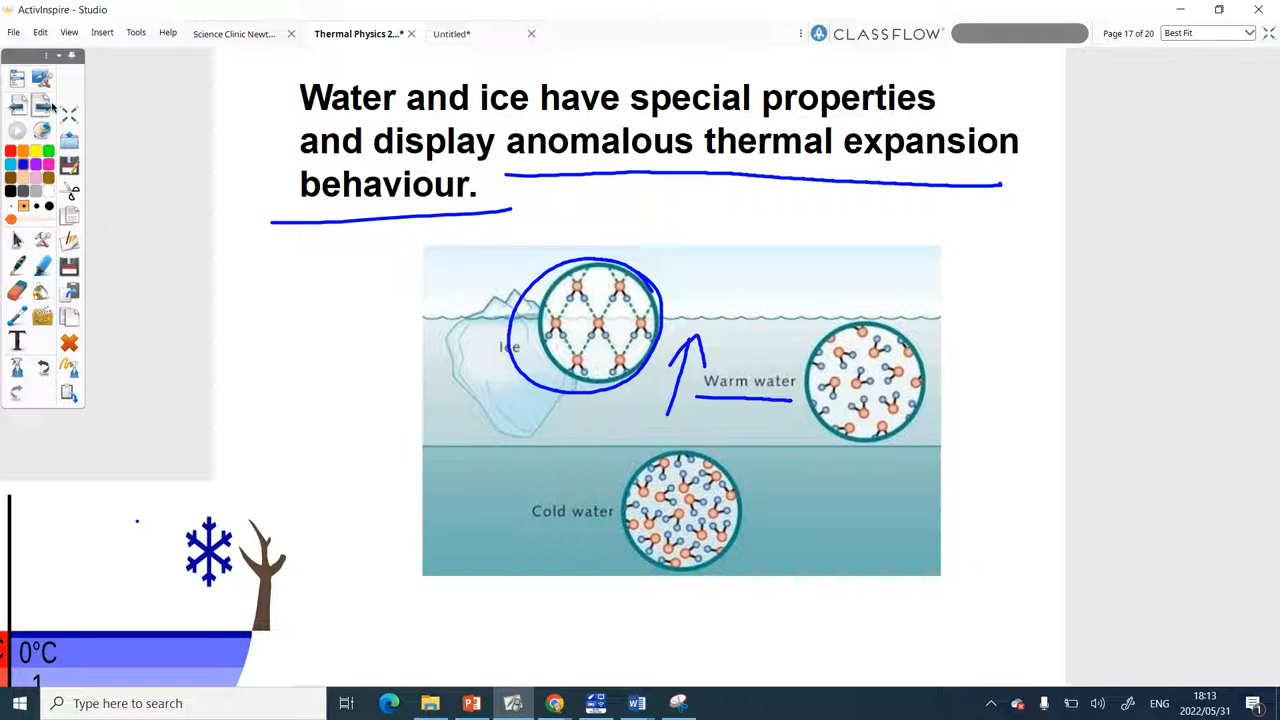 ActivInspire - Studio
File Edit View Insert Tools Help
Science Clinic Newt... Thermal Physics 2...* Untitled*
CLASSFLOW
Page 17 of 20 Best Fit
Water and ice have special properties
and display anomalous thermal expansion
behaviour.
Ice
Warm water
Cold water
0°C
1
Type here to search
ENG
18:13
2022/05/31